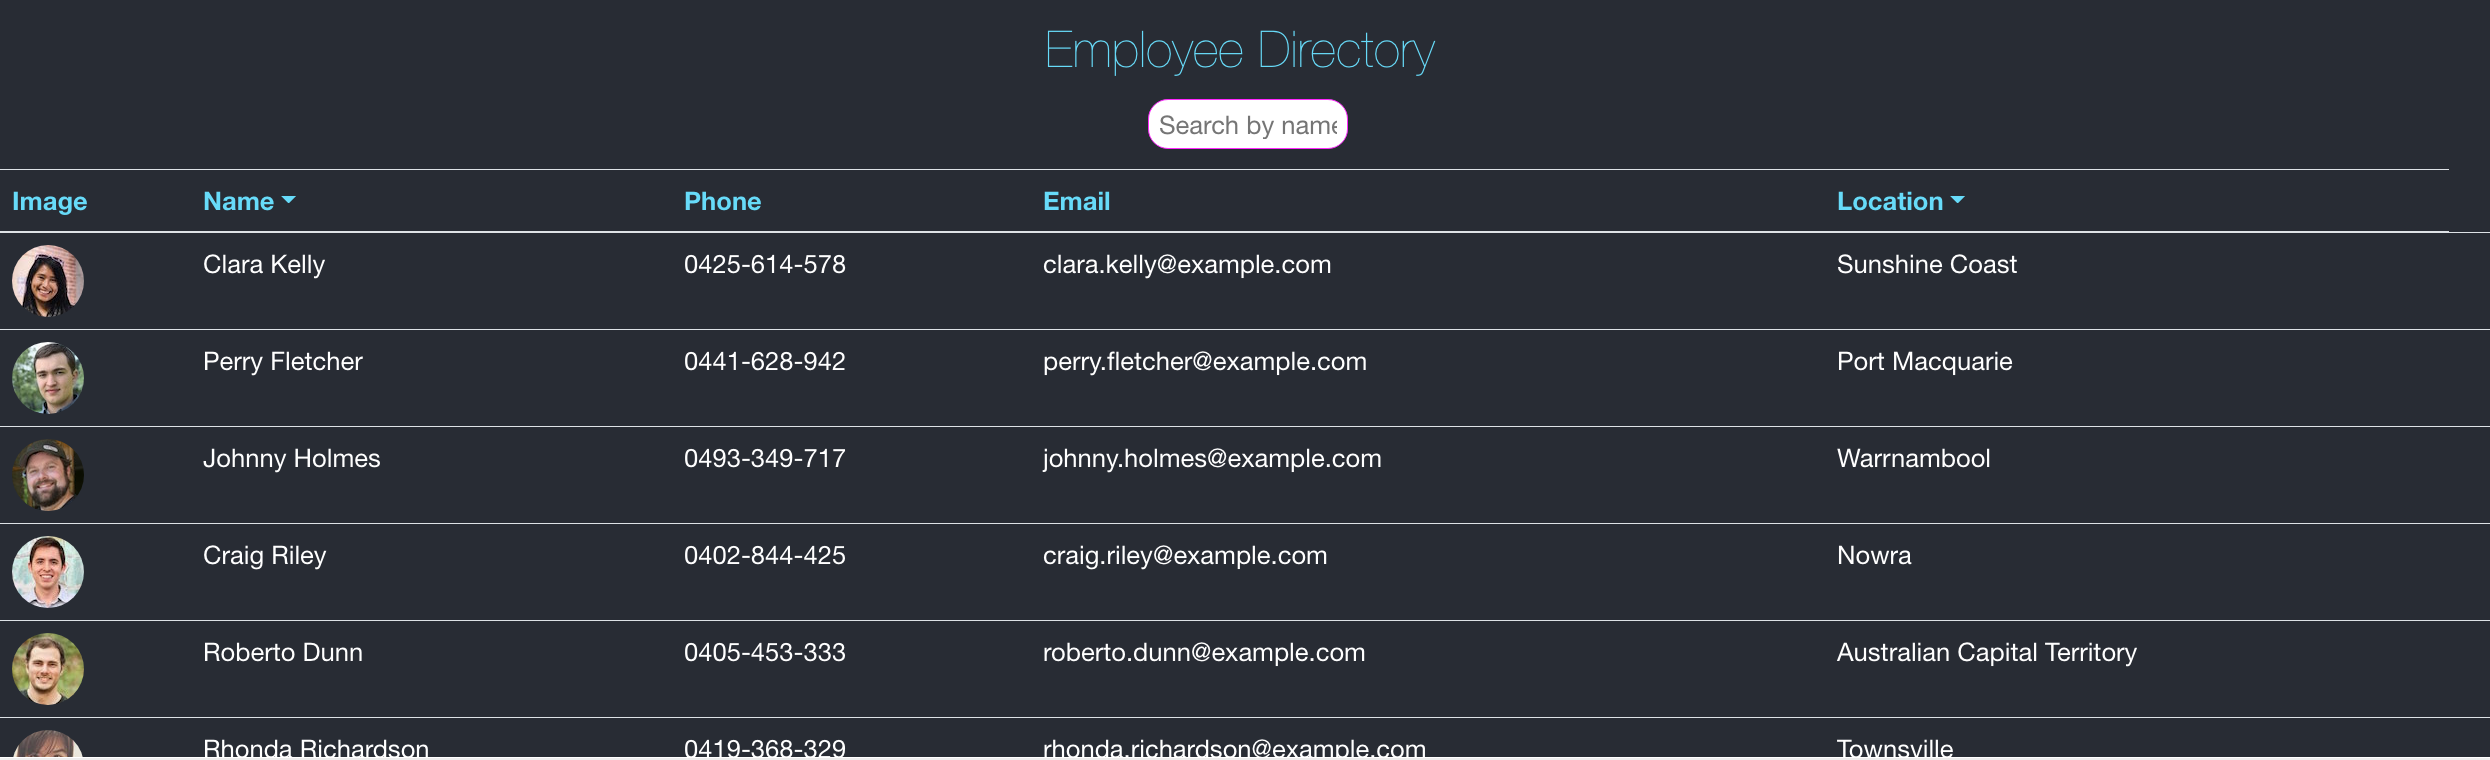 Employee Directory
Search by name
Image Name Phone Email Location
Clara Kelly 0425-614-578 clara.kelly@example.com Sunshine Coast
Perry Fletcher 0441-628-942 perry.fletcher@example.com Port Macquarie
Johnny Holmes 0493-349-717 johnny.holmes@example.com Warrnambool
Craig Riley 0402-844-425 craig.riley@example.com Nowra
Roberto Dunn 0405-453-333 roberto.dunn@example.com Australian Capital Territory
Rhonda Richardson 0419-368-329 rhonda.richardson@example.com Townsville